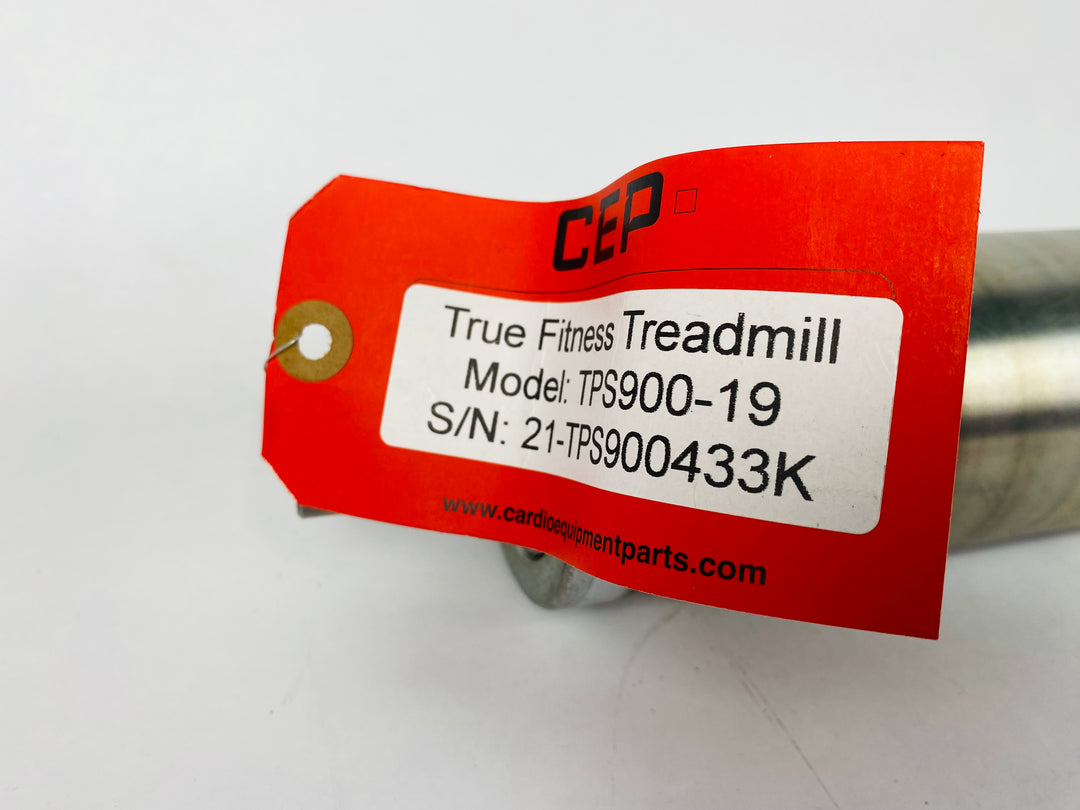 CEP
True Fitness Treadmill
Model: TPS900-19
S/N: 21-TPS900433K
www.cardioequipmentparts.com